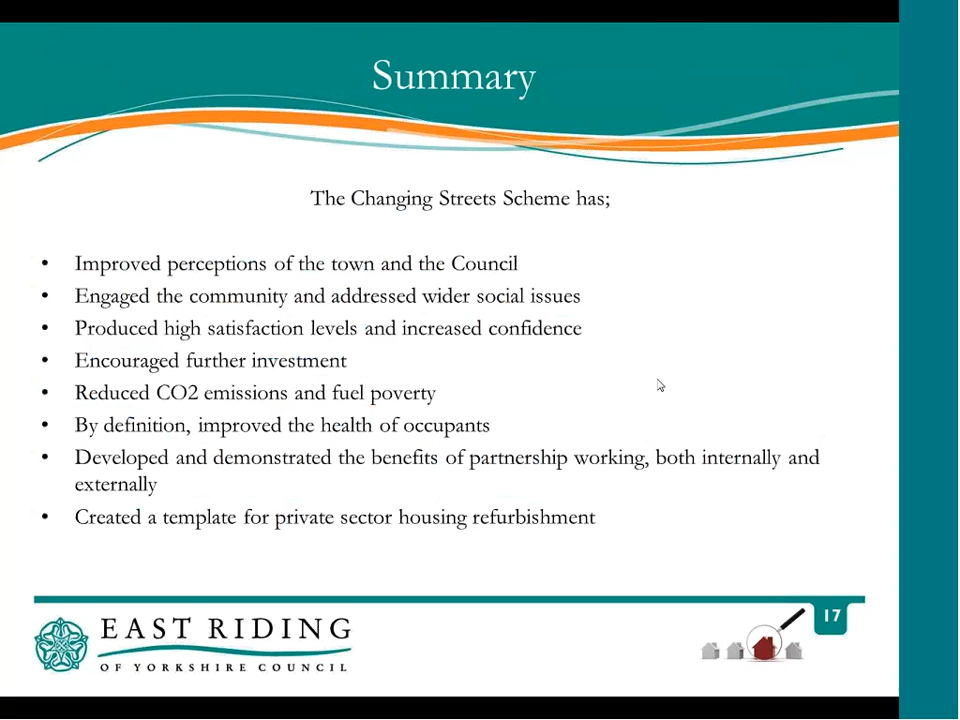 Summary
The Changing Streets Scheme has;
• Improved perceptions of the town and the Council
• Engaged the community and addressed wider social issues
• Produced high satisfaction levels and increased confidence
• Encouraged further investment
• Reduced CO2 emissions and fuel poverty
• By definition, improved the health of occupants
• Developed and demonstrated the benefits of partnership working, both internally and
externally
• Created a template for private sector housing refurbishment
EAST RIDING
OF YORKSHIRE COUNCIL
17